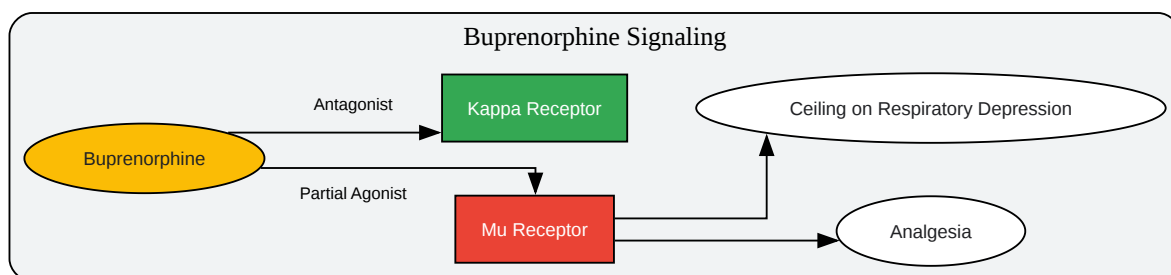 Buprenorphine Signaling
Antagonist
Kappa Receptor
Ceiling on Respiratory Depression
Buprenorphine
Partial Agonist
Mu Receptor
Analgesia